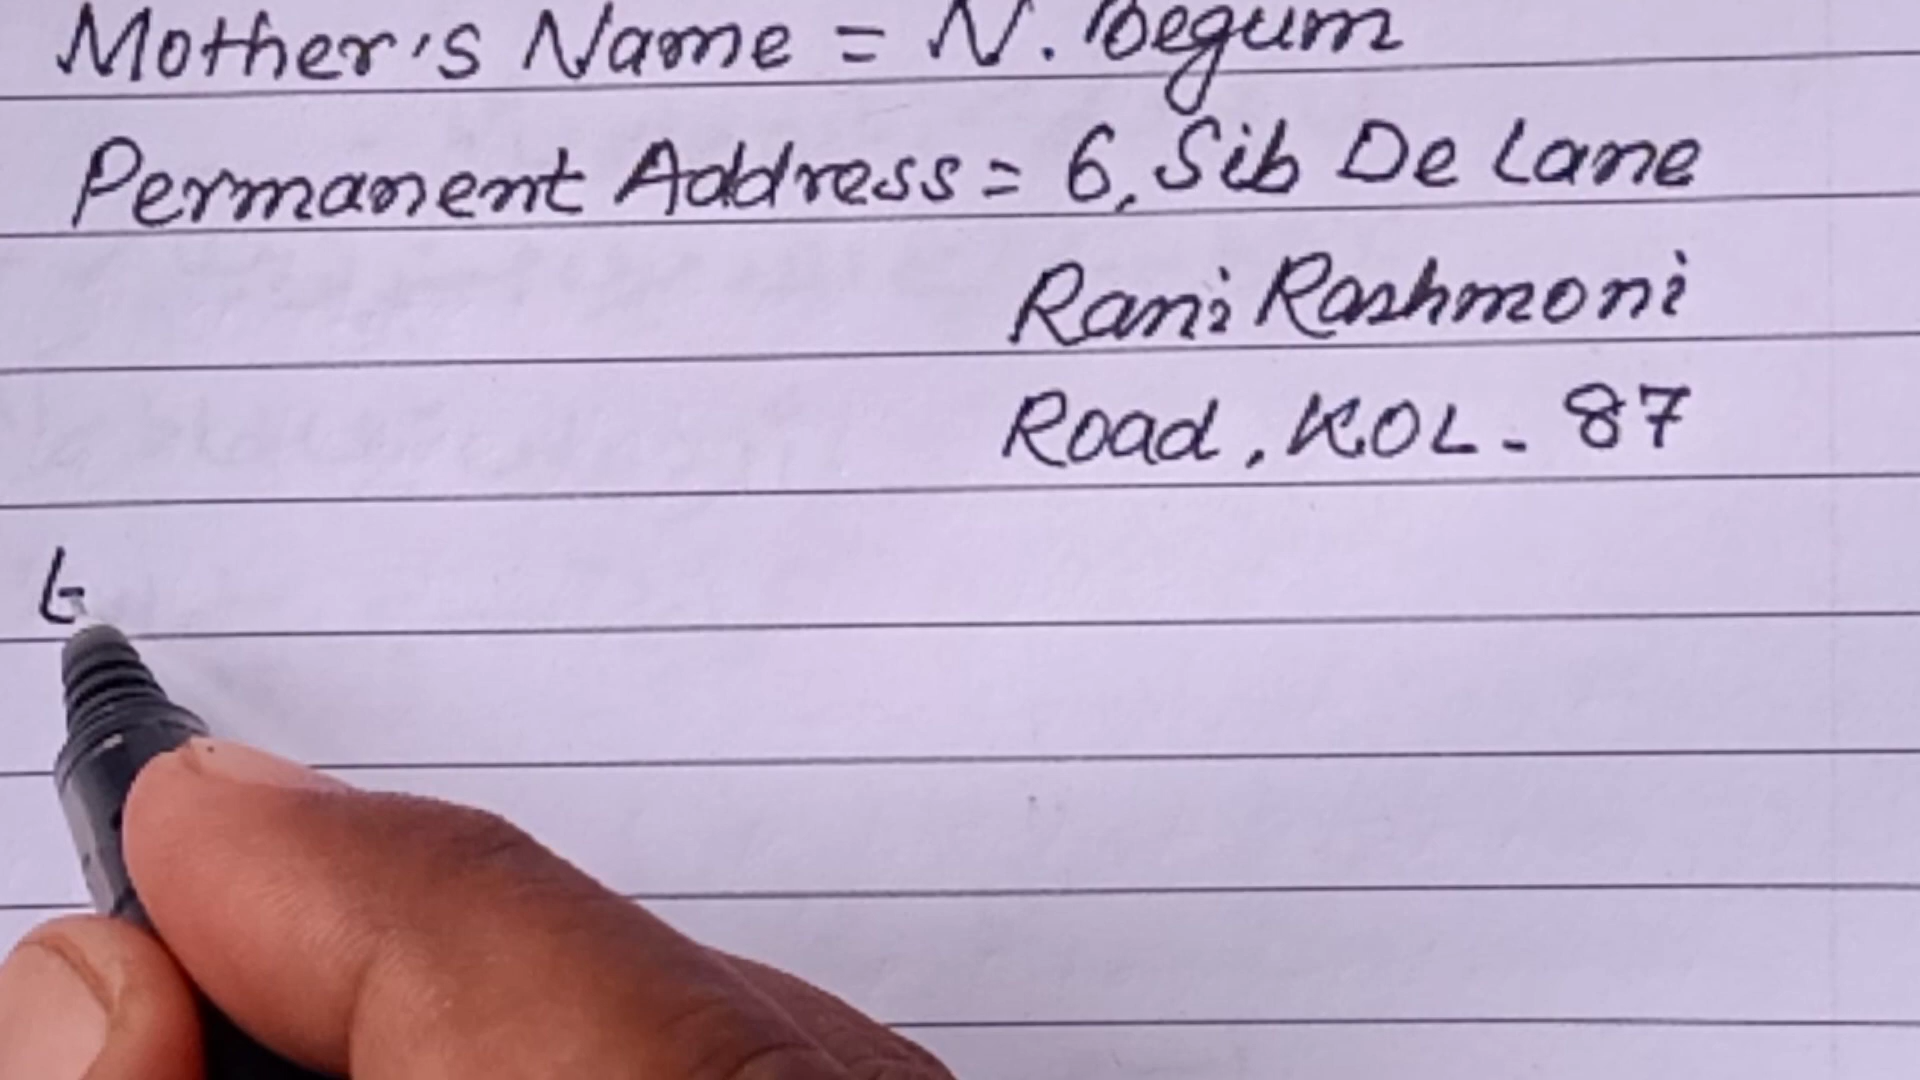 Mother's Name = N. Begum
Permanent Address = 6, Sib De Lane
Rani Rashmoni
Road, KOL - 87